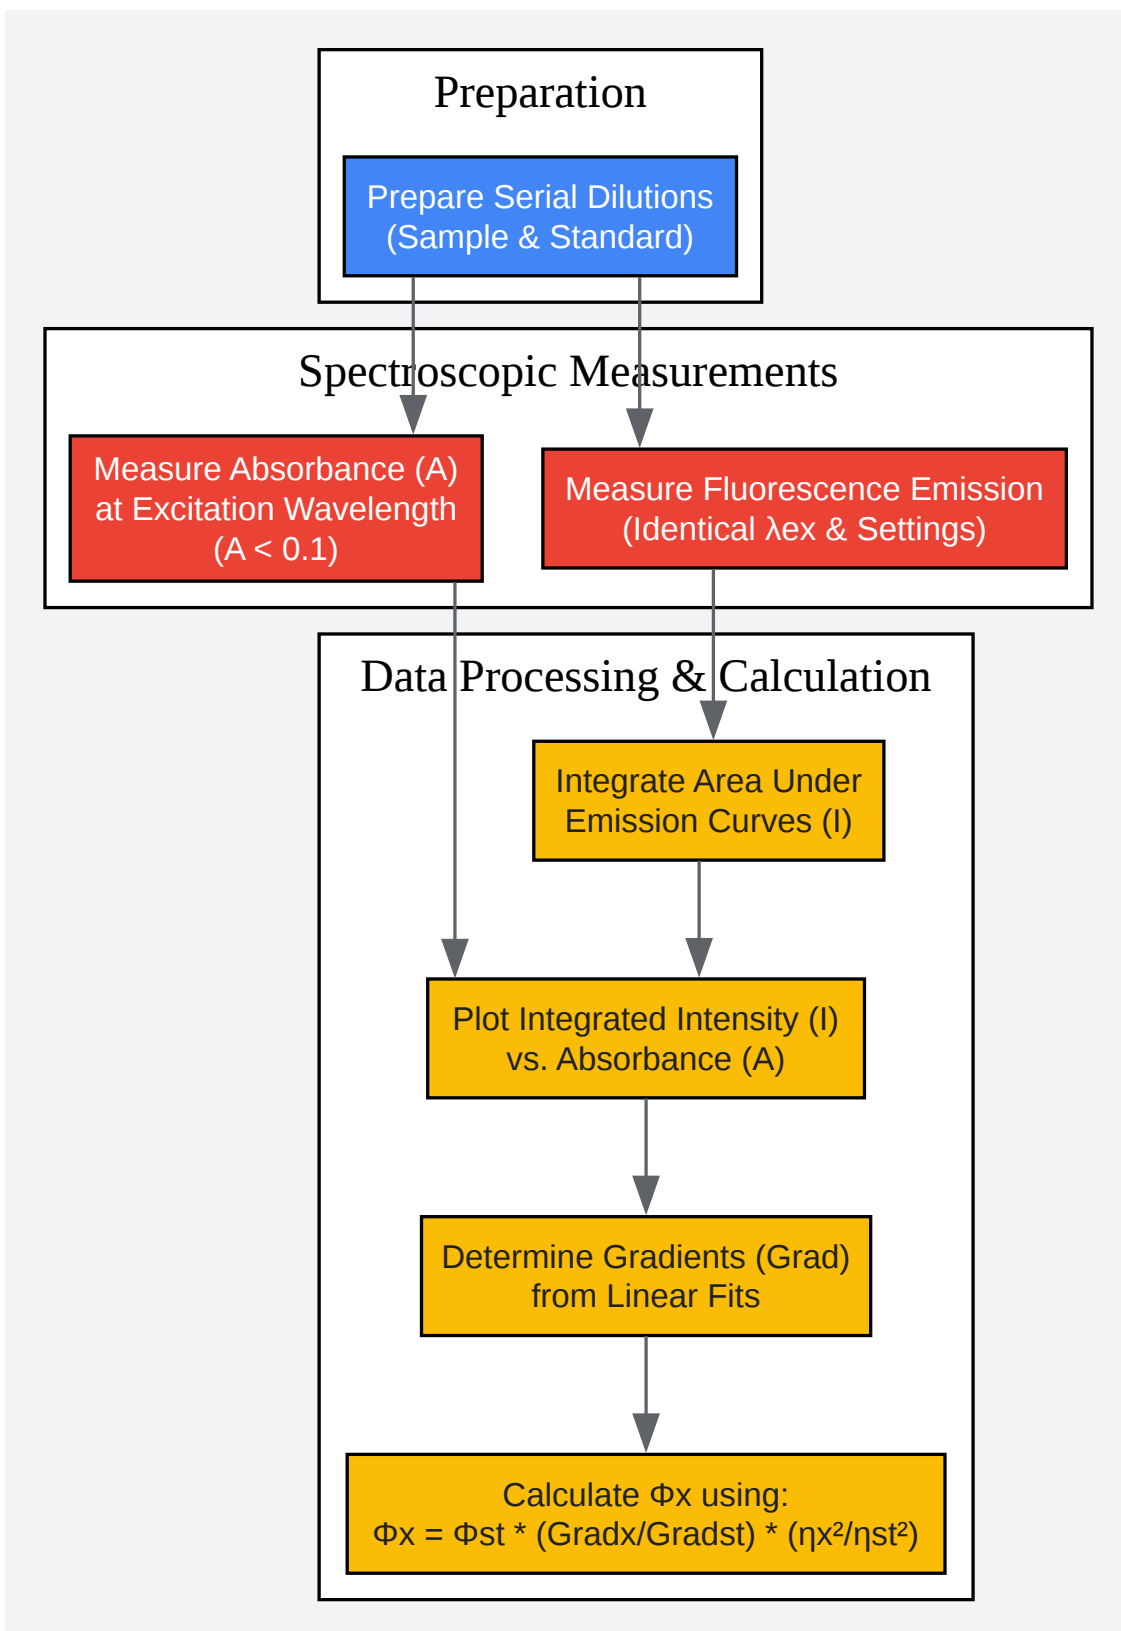 Preparation
Prepare Serial Dilutions
(Sample & Standard)
Spectroscopic Measurements
Measure Absorbance (A)
at Excitation Wavelength
(A < 0.1)
Measure Fluorescence Emission
(Identical λex & Settings)
Data Processing & Calculation
Integrate Area Under
Emission Curves (I)
Plot Integrated Intensity (I)
vs. Absorbance (A)
Determine Gradients (Grad)
from Linear Fits
Calculate Φx using:
Φx = Φst * (Gradx/Gradst) * (ηx²/ηst²)